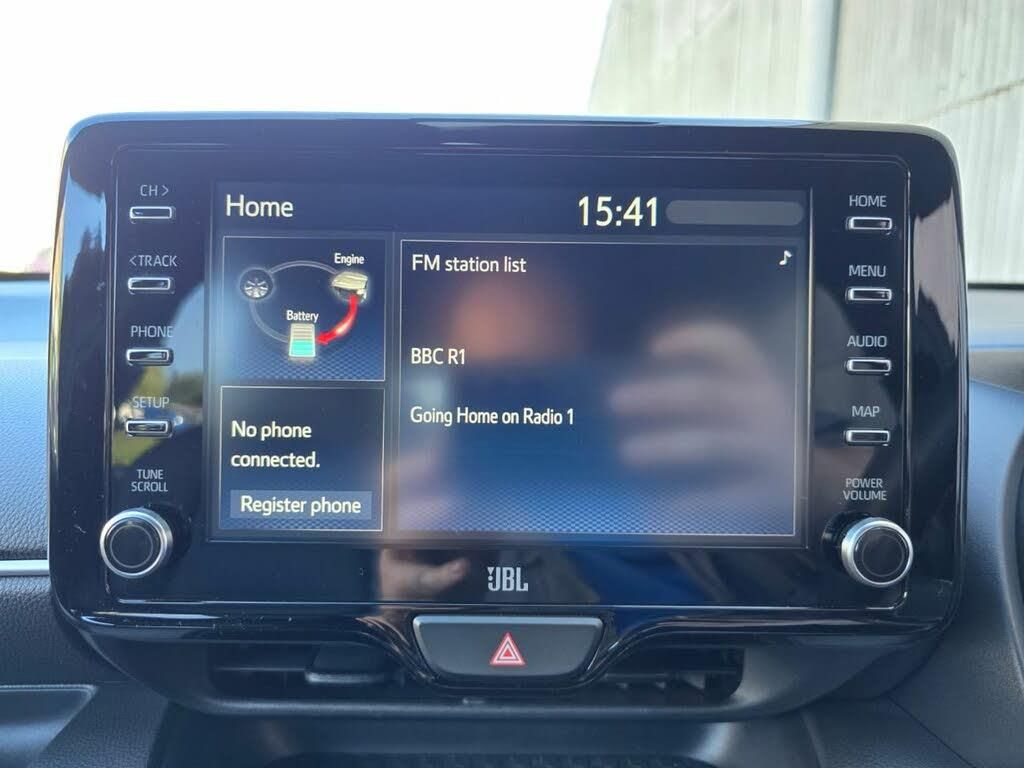 CH >
<TRACK
PHONE
SETUP
TUNE
SCROLL
Home
15:41
Engine
Battery
No phone
connected.
Register phone
FM station list
BBC R1
Going Home on Radio 1
HOME
MENU
AUDIO
MAP
POWER
VOLUME
JBL